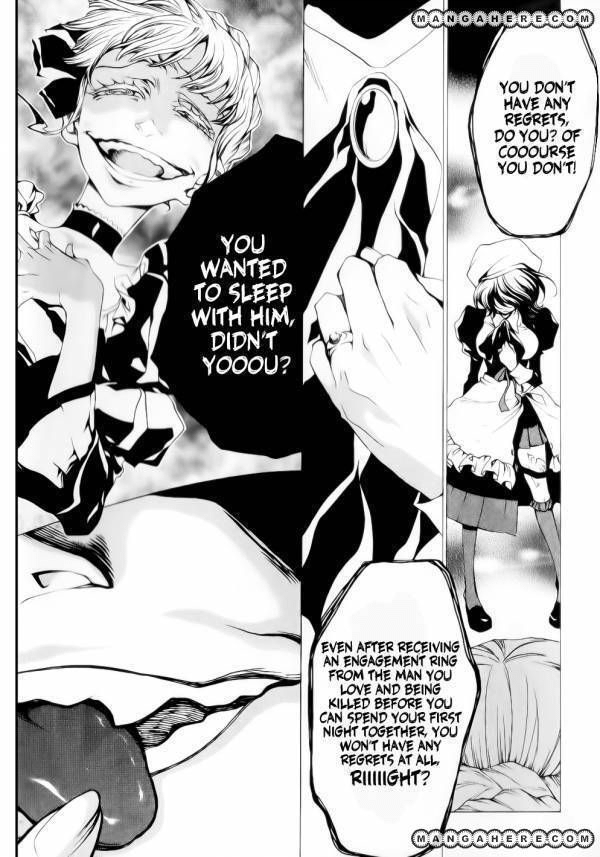 MANGAHERE.COM
YOU DON'T
HAVE ANY
REGRETS,
DO YOU? OF
COOOURSE
YOU DON'T!
EVEN AFTER RECEIVING
AN ENGAGEMENT RING
FROM THE MAN YOU
LOVE AND BEING
KILLED BEFORE YOU
CAN SPEND YOUR FIRST
NIGHT TOGETHER, YOU
WON'T HAVE ANY
REGRETS AT ALL,
RIIIIIGHT?
YOU
WANTED
TO SLEEP
WITH HIM,
DIDN'T
YOOOU?
MANGAHERE.COM